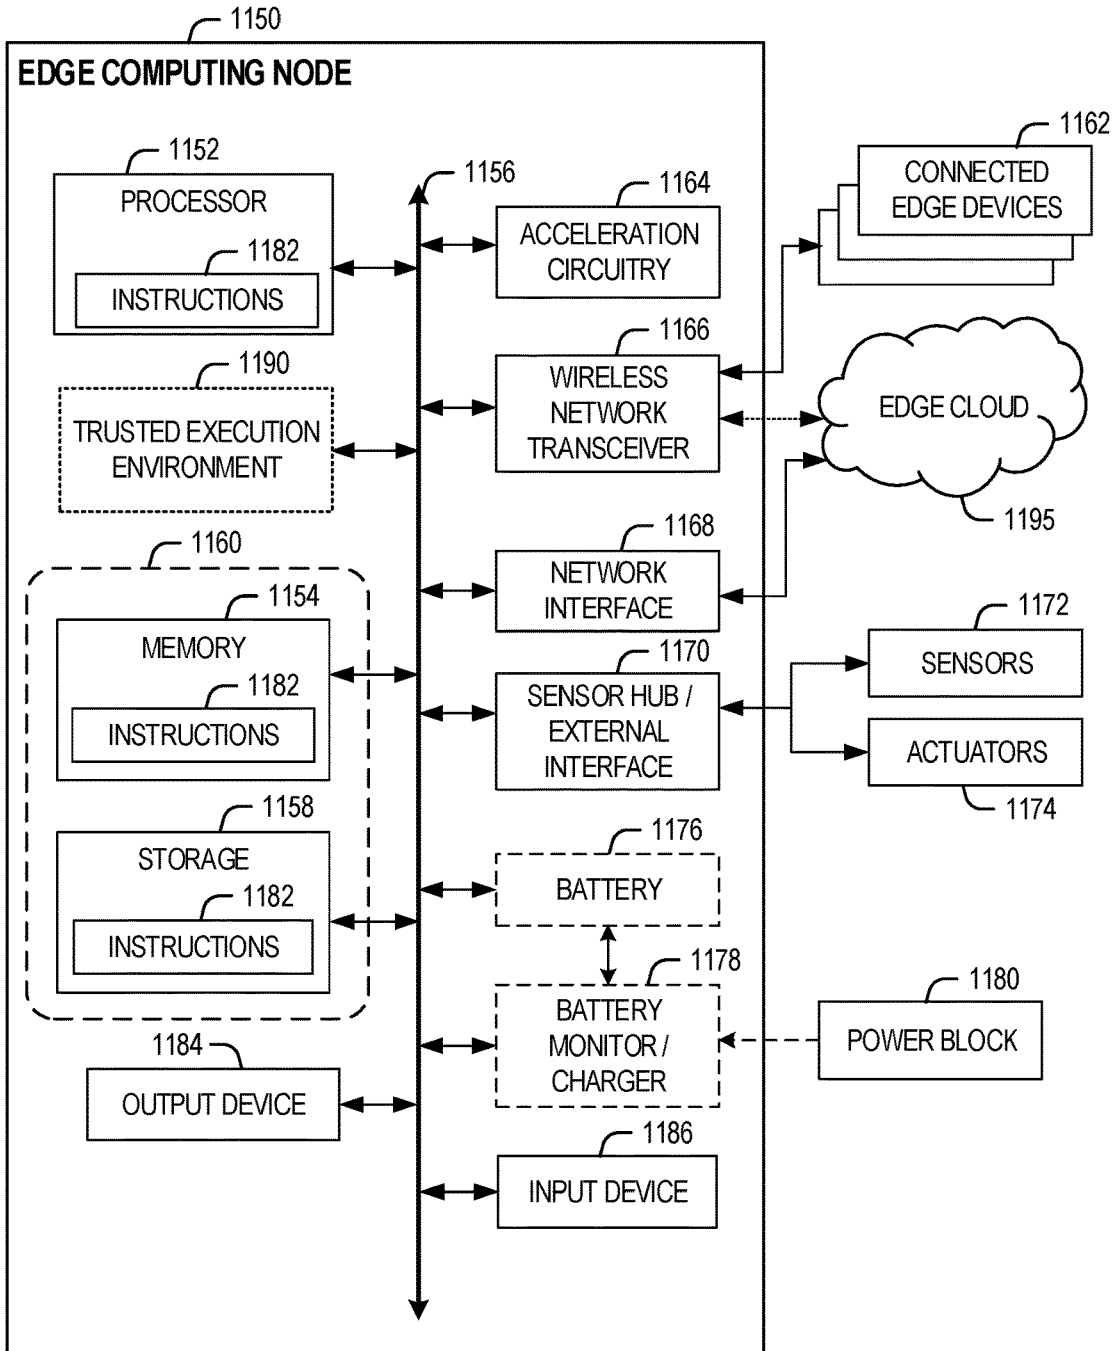 1150
EDGE COMPUTING NODE
1152
PROCESSOR
1182
INSTRUCTIONS
1190
TRUSTED EXECUTION
ENVIRONMENT
1160
1154
MEMORY
1182
INSTRUCTIONS
1158
STORAGE
1182
INSTRUCTIONS
1184
OUTPUT DEVICE
1156
1164
ACCELERATION
CIRCUITRY
1166
WIRELESS
NETWORK
TRANSCEIVER
1168
NETWORK
INTERFACE
1170
SENSOR HUB /
EXTERNAL
INTERFACE
1176
BATTERY
1178
BATTERY
MONITOR /
CHARGER
1186
INPUT DEVICE
1162
CONNECTED
EDGE DEVICES
EDGE CLOUD
1195
1172
SENSORS
ACTUATORS
1174
1180
POWER BLOCK